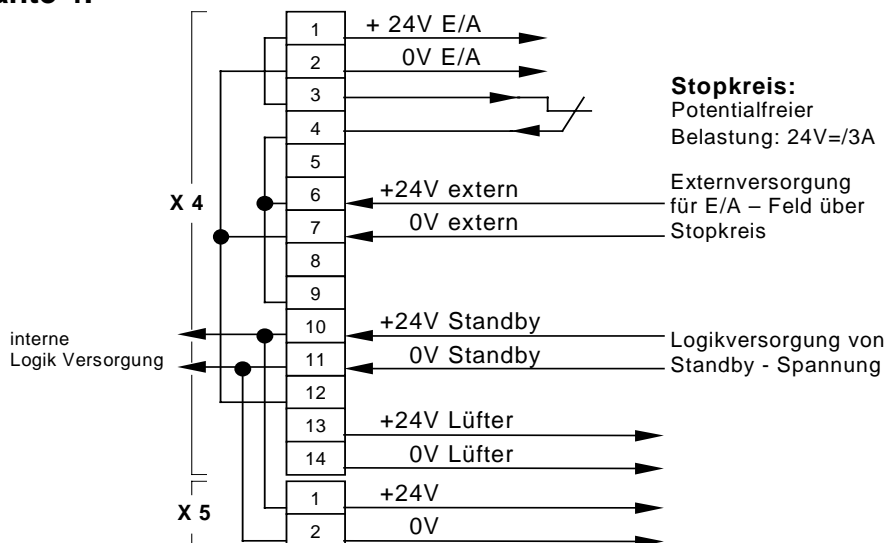 1 + 24V E/A
2 0V E/A
3
4
5
6 +24V extern
7 0V extern
8
9
10 +24V Standby
11 0V Standby
12
13 +24V Lüfter
14 0V Lüfter
X 4
1 +24V
2 0V
X 5
interne
Logik Versorgung
Stopkreis:
Potentialfreier
Belastung: 24V=/3A
Externversorgung
für E/A – Feld über
Stopkreis
Logikversorgung von
Standby - Spannung